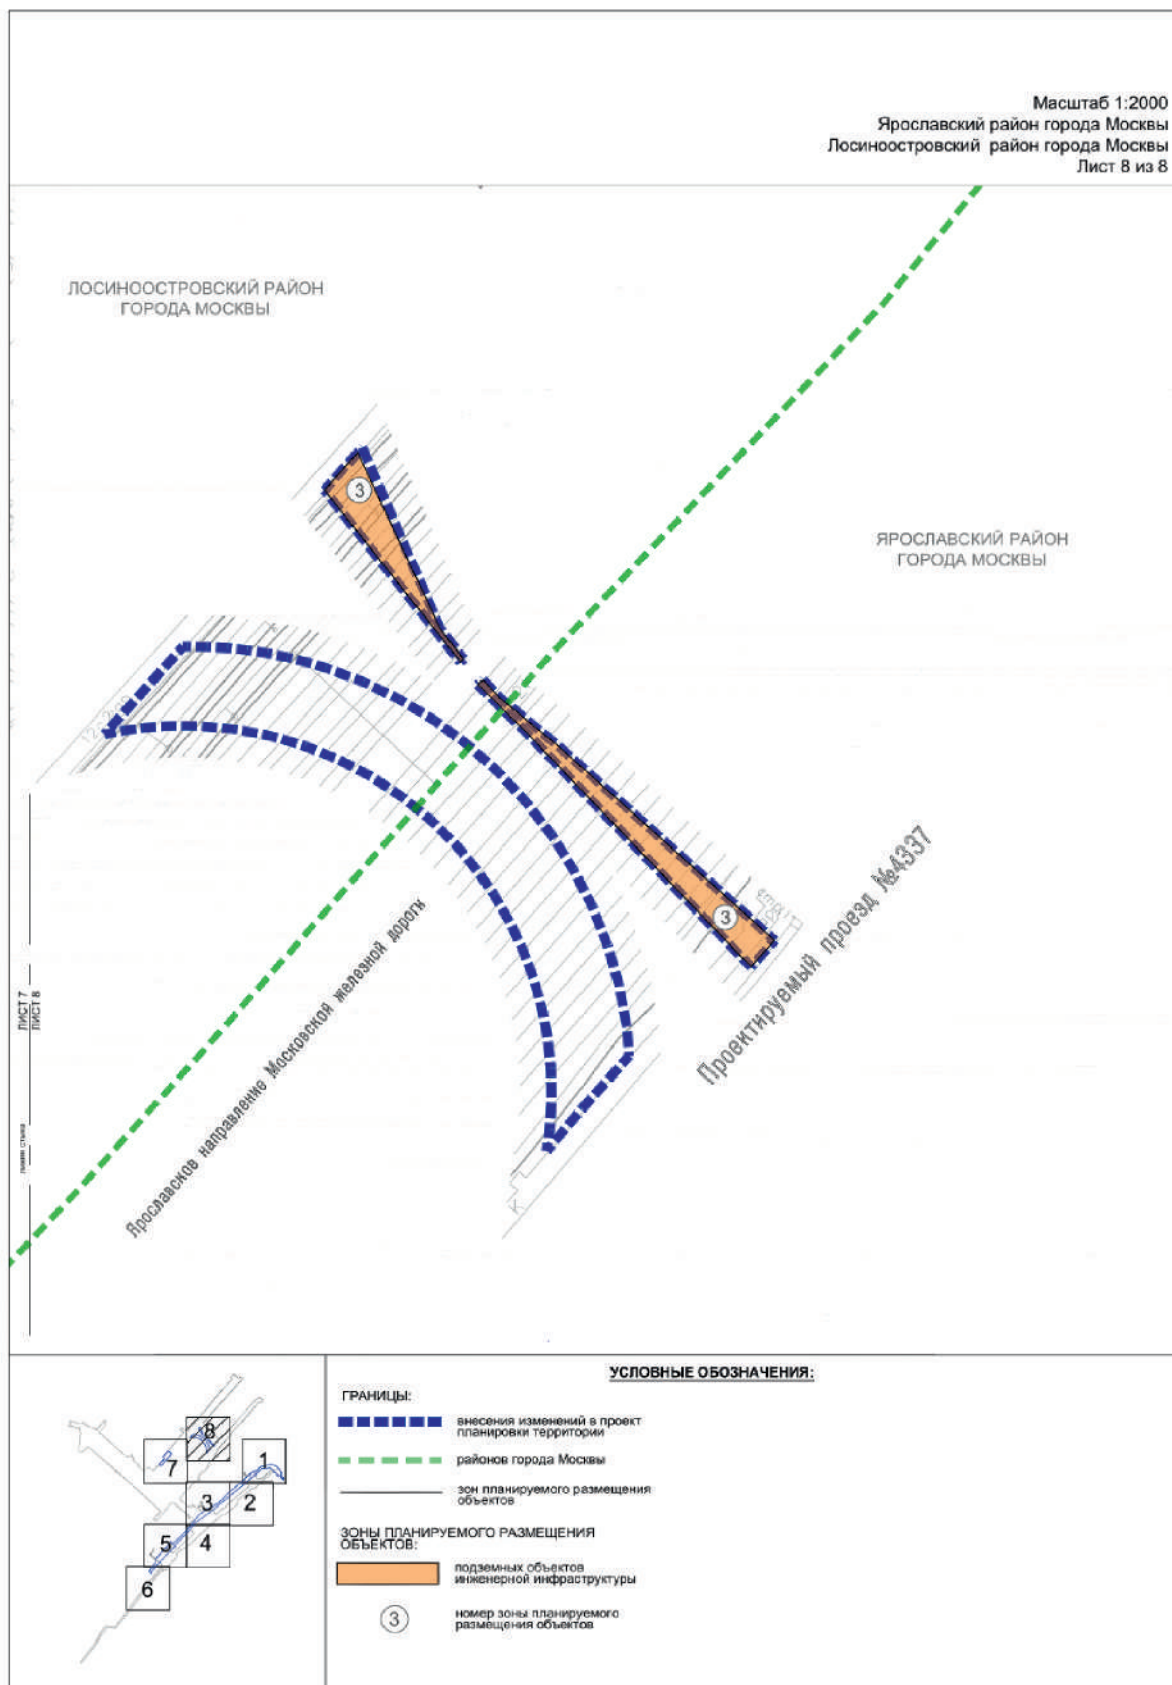 Масштаб 1:2000
Ярославский район города Москвы
Лосиноостровский район города Москвы
Лист 8 из 8
ЛОСИНООСТРОВСКИЙ РАЙОН
ГОРОДА МОСКВЫ
3
ЯРОСЛАВСКИЙ РАЙОН
ГОРОДА МОСКВЫ
3
Проектируемый проезд №4337
Ярославское направление Московской железной дороги
ЛИСТ 7
ЛИСТ 8
К
8
7
1
3
2
5
4
6
УСЛОВНЫЕ ОБОЗНАЧЕНИЯ:
ГРАНИЦЫ:
внесения изменений в проект
планировки территории
районов города Москвы
зон планируемого размещения
объектов
ЗОНЫ ПЛАНИРУЕМОГО РАЗМЕЩЕНИЯ
ОБЪЕКТОВ:
подземных объектов
инженерной инфраструктуры
3
номер зоны планируемого
размещения объектов